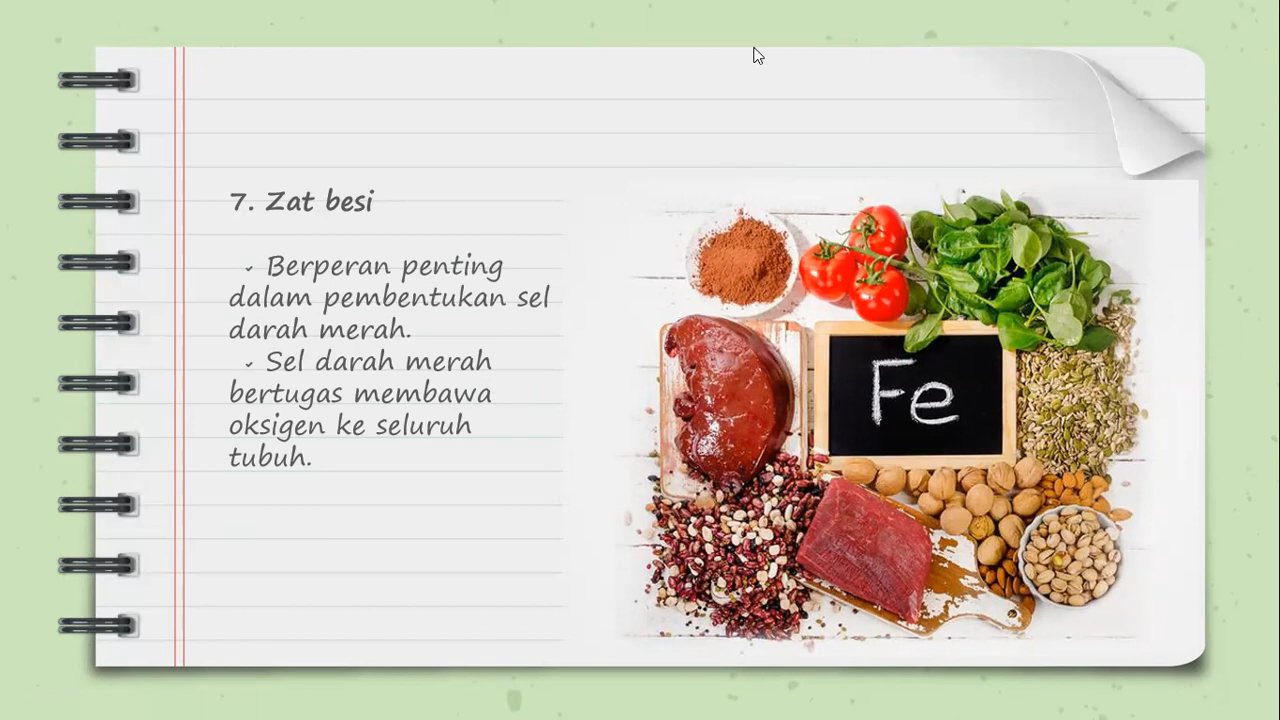 7. Zat besi
✓ Berperan penting
dalam pembentukan sel
darah merah.
✓ Sel darah merah
bertugas membawa
oksigen ke seluruh
tubuh.
Fe